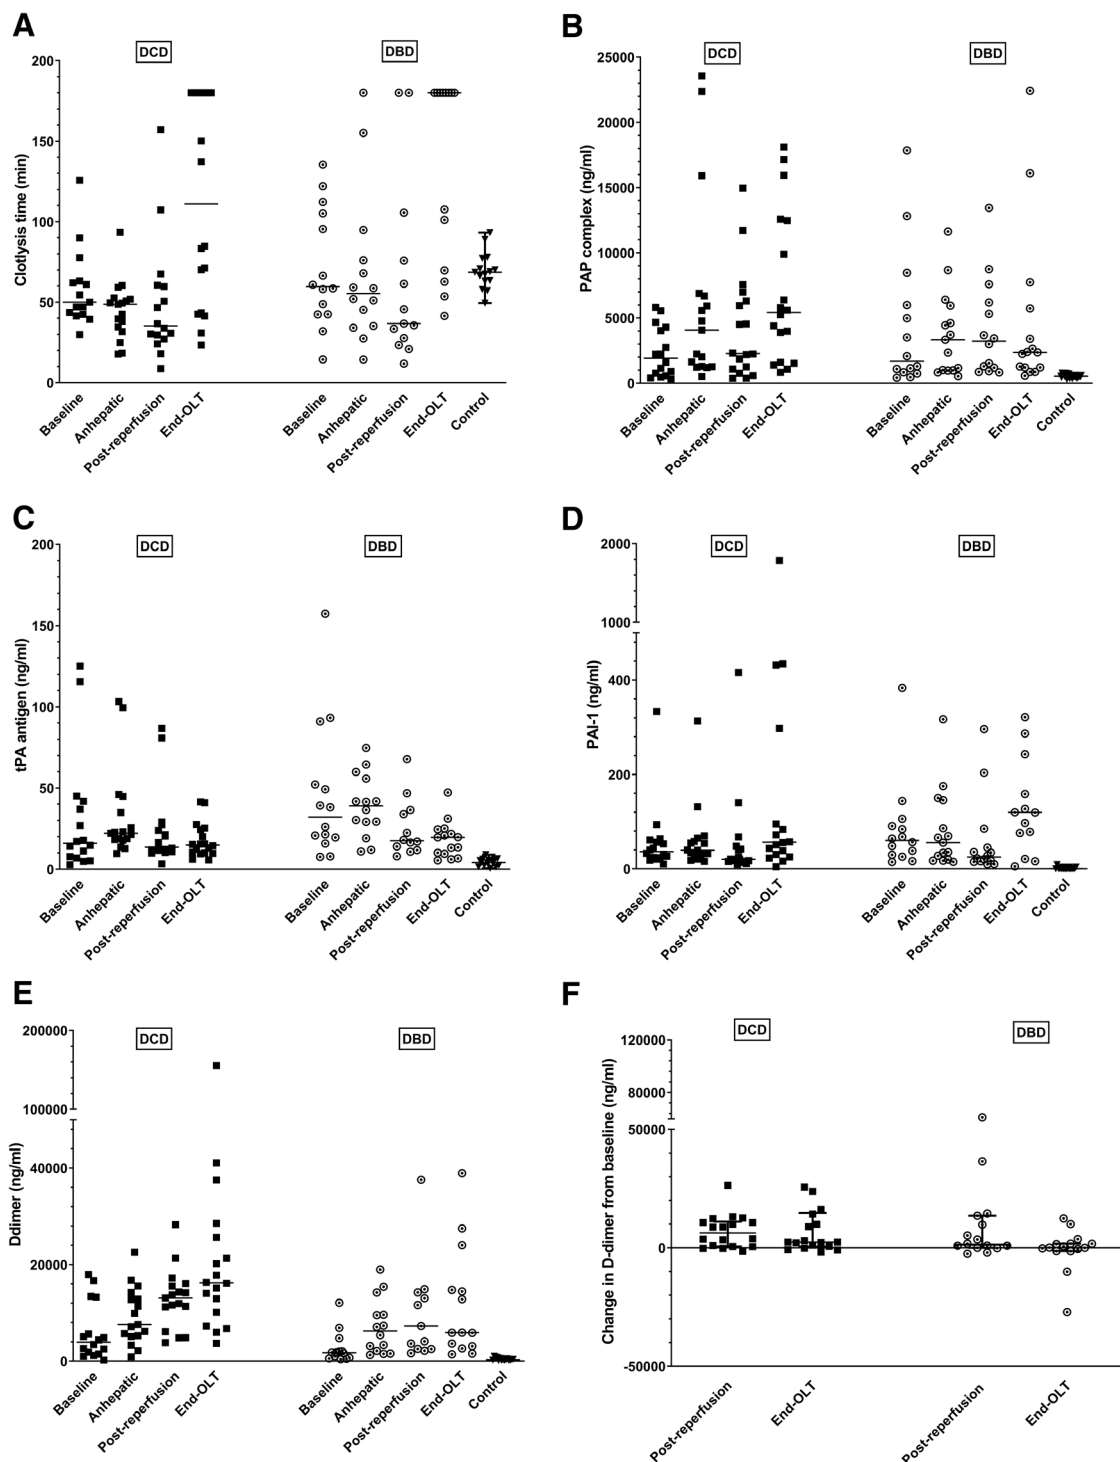 A
DCD
DBD
Clotlysis time (min)
200
150
100
50
0
Baseline
Anhepatic
Post-reperfusion
End-OLT
Baseline
Anhepatic
Post-reperfusion
End-OLT
Control
B
DCD
DBD
PAP complex (ng/ml)
25000
20000
15000
10000
5000
0
Baseline
Anhepatic
Post-reperfusion
End-OLT
Baseline
Anhepatic
Post-reperfusion
End-OLT
Control
C
DCD
DBD
tPA antigen (ng/ml)
200
150
100
50
0
Baseline
Anhepatic
Post-reperfusion
End-OLT
Baseline
Anhepatic
Post-reperfusion
End-OLT
Control
D
DCD
DBD
PAI-1 (ng/ml)
2000
1000
400
200
0
Baseline
Anhepatic
Post-reperfusion
End-OLT
Baseline
Anhepatic
Post-reperfusion
End-OLT
Control
E
DCD
DBD
Ddimer (ng/ml)
200000
100000
40000
20000
0
Baseline
Anhepatic
Post-reperfusion
End-OLT
Baseline
Anhepatic
Post-reperfusion
End-OLT
Control
F
DCD
DBD
Change in D-dimer from baseline (ng/ml)
120000
80000
50000
0
-50000
Post-reperfusion
End-OLT
Post-reperfusion
End-OLT